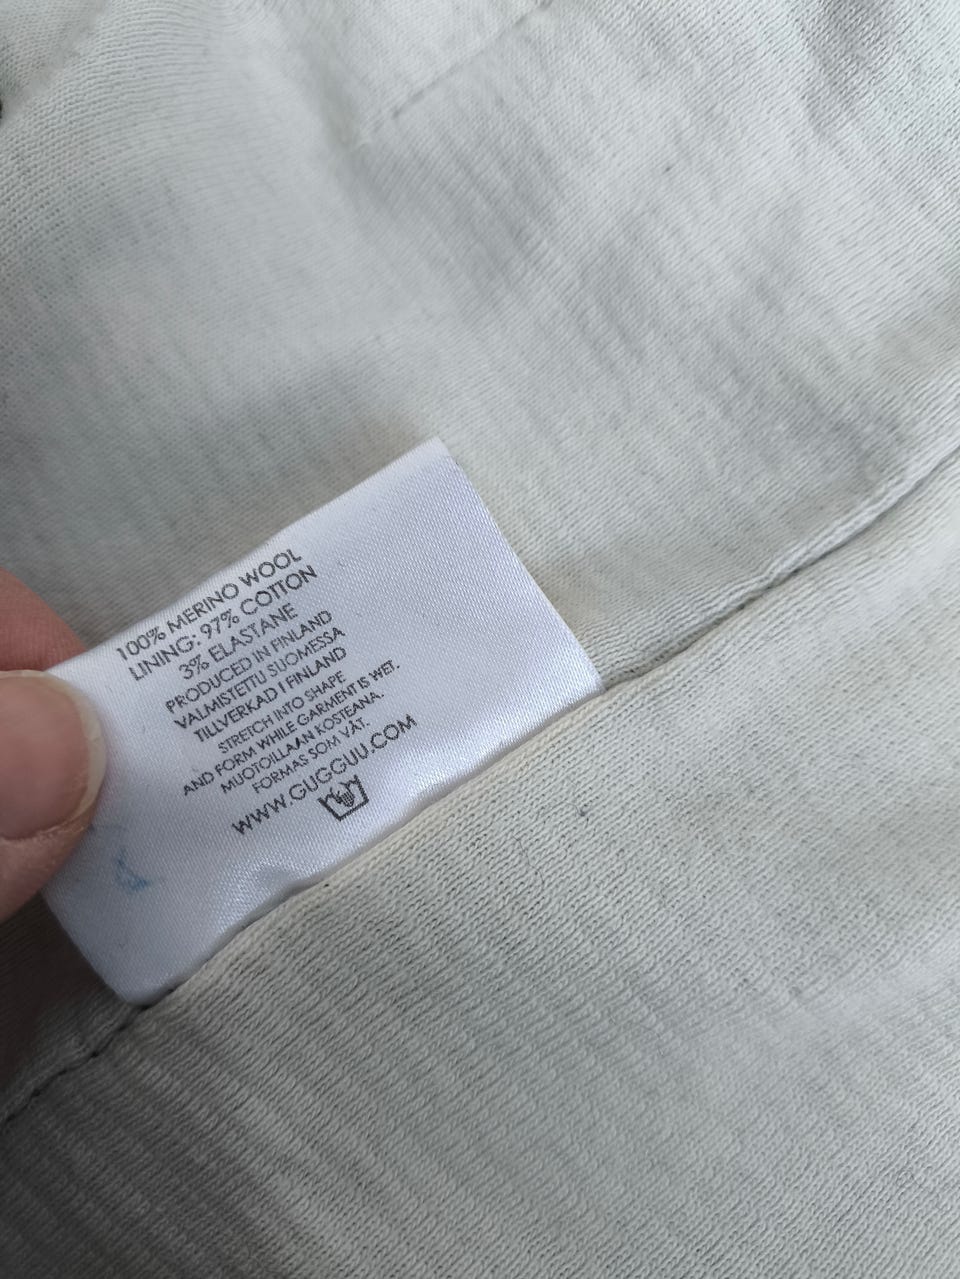 100% MERINO WOOL
LINING: 97% COTTON
3% ELASTANE
PRODUCED IN FINLAND
VALMISTETTU SUOMESSA
TILLVERKAD I FINLAND
STRETCH INTO SHAPE
AND FORM WHILE GARMENT IS WET.
MUOTOILLAAN KOSTEANA.
FORMAS SOM VÅT.
WWW.GUGGUU.COM